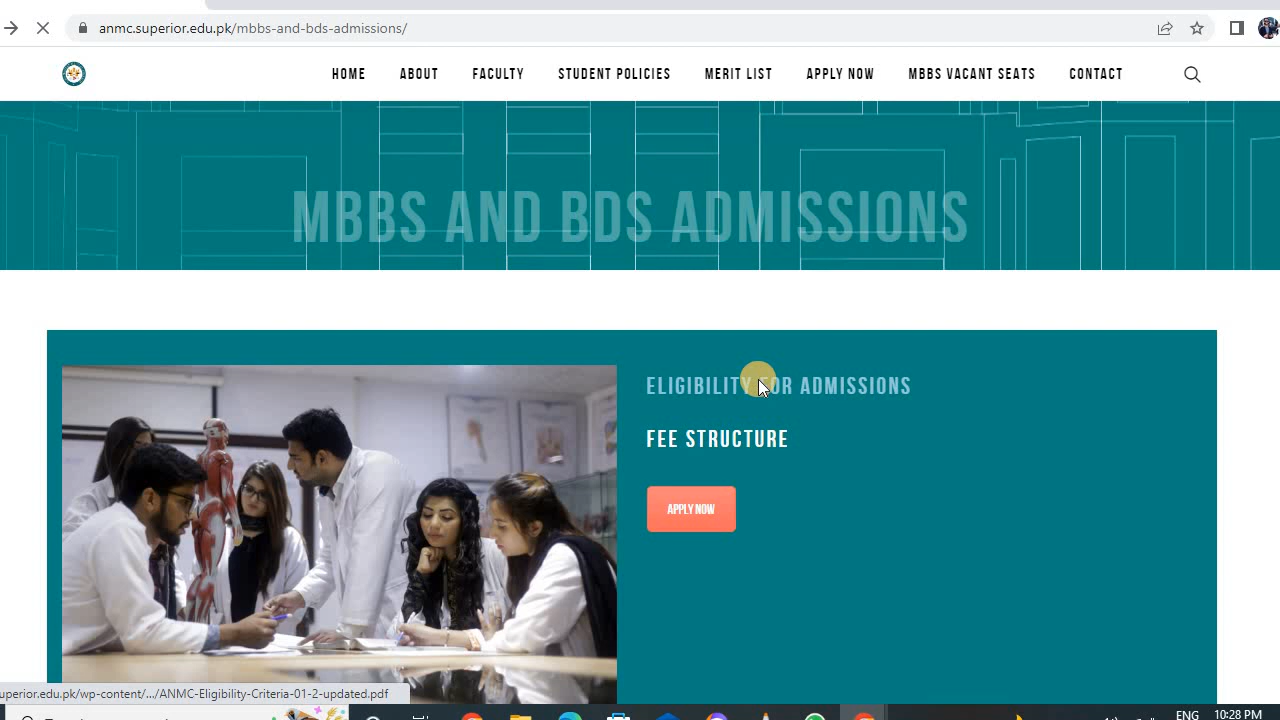 anmc.superior.edu.pk/mbbs-and-bds-admissions/
HOME ABOUT FACULTY STUDENT POLICIES MERIT LIST APPLY NOW MBBS VACANT SEATS CONTACT
MBBS AND BDS ADMISSIONS
ELIGIBILITY FOR ADMISSIONS
FEE STRUCTURE
APPLY NOW
uperior.edu.pk/wp-content/.../ANMC-Eligibility-Criteria-01-2-updated.pdf
ENG 10:28 PM